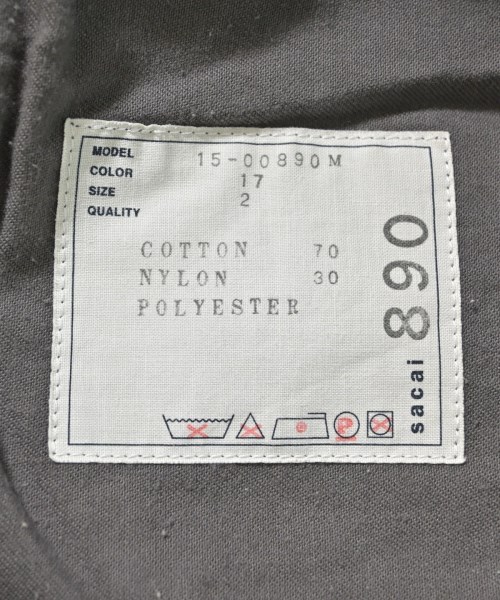 MODEL 15-00890M
COLOR 17
SIZE 2
QUALITY
COTTON 70
NYLON 30
POLYESTER
P
sacai 890